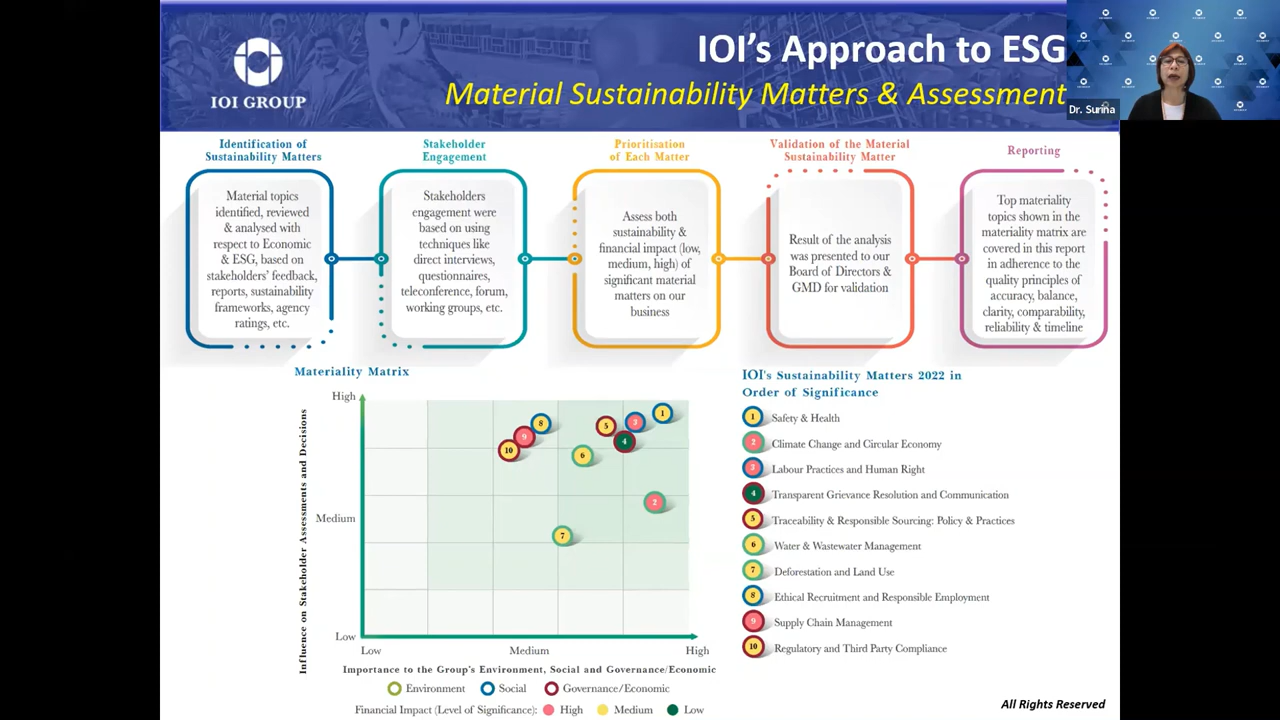 IOI GROUP
IOI's Approach to ESG
Material Sustainability Matters & Assessment
Dr. Surina
Identification of
Sustainability Matters
Material topics
identified, reviewed
& analysed with
respect to Economic
& ESG, based on
stakeholders' feedback,
reports, sustainability
frameworks, agency
ratings, etc.
Stakeholder
Engagement
Stakeholders
engagement were
based on using
techniques like
direct interviews,
questionnaires,
teleconference, forum,
working groups, etc.
Prioritisation
of Each Matter
Assess both
sustainability &
financial impact (low,
medium, high) of
significant material
matters on our
business
Validation of the Material
Sustainability Matter
Result of the analysis
was presented to our
Board of Directors &
GMD for validation
Reporting
Top materiality
topics shown in the
materiality matrix are
covered in this report
in adherence to the
quality principles of
accuracy, balance,
clarity, comparability,
reliability & timeline
Materiality Matrix
Influence on Stakeholder Assessments and Decisions
High
Medium
Low
1
3
8
5
9
4
10
6
2
7
Low
Medium
High
Importance to the Group's Environment, Social and Governance/Economic
Environment
Social
Governance/Economic
Financial Impact (Level of Significance):
High
Medium
Low
IOI's Sustainability Matters 2022 in
Order of Significance
1 Safety & Health
2 Climate Change and Circular Economy
3 Labour Practices and Human Right
4 Transparent Grievance Resolution and Communication
5 Traceability & Responsible Sourcing: Policy & Practices
6 Water & Wastewater Management
7 Deforestation and Land Use
8 Ethical Recruitment and Responsible Employment
9 Supply Chain Management
10 Regulatory and Third Party Compliance
All Rights Reserved